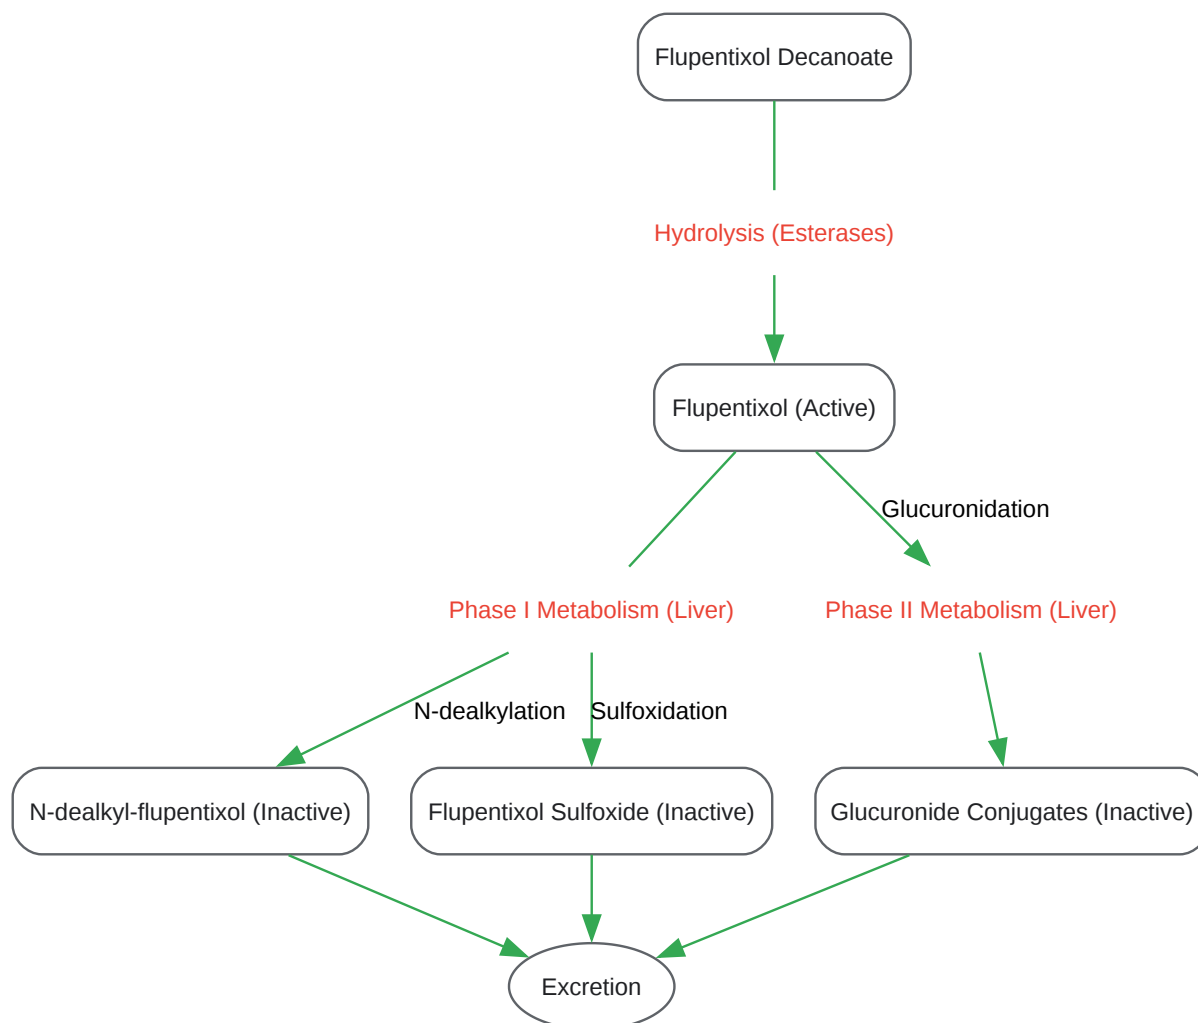 Flupentixol Decanoate
Hydrolysis (Esterases)
Flupentixol (Active)
Glucuronidation
Phase I Metabolism (Liver)
Phase II Metabolism (Liver)
N-dealkylation
Sulfoxidation
N-dealkyl-flupentixol (Inactive)
Flupentixol Sulfoxide (Inactive)
Glucuronide Conjugates (Inactive)
Excretion